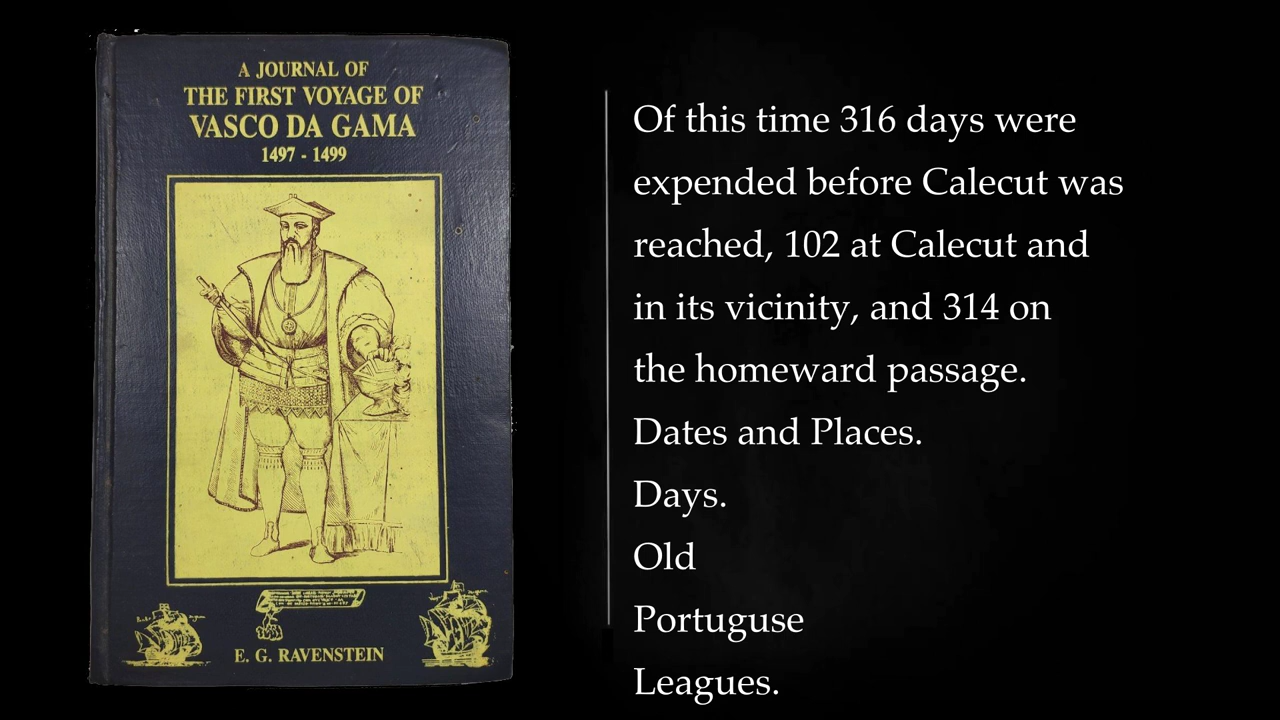 A JOURNAL OF
THE FIRST VOYAGE OF
VASCO DA GAMA
1497 - 1499
E. G. RAVENSTEIN
Of this time 316 days were
expended before Calecut was
reached, 102 at Calecut and
in its vicinity, and 314 on
the homeward passage.
Dates and Places.
Days.
Old
Portuguse
Leagues.